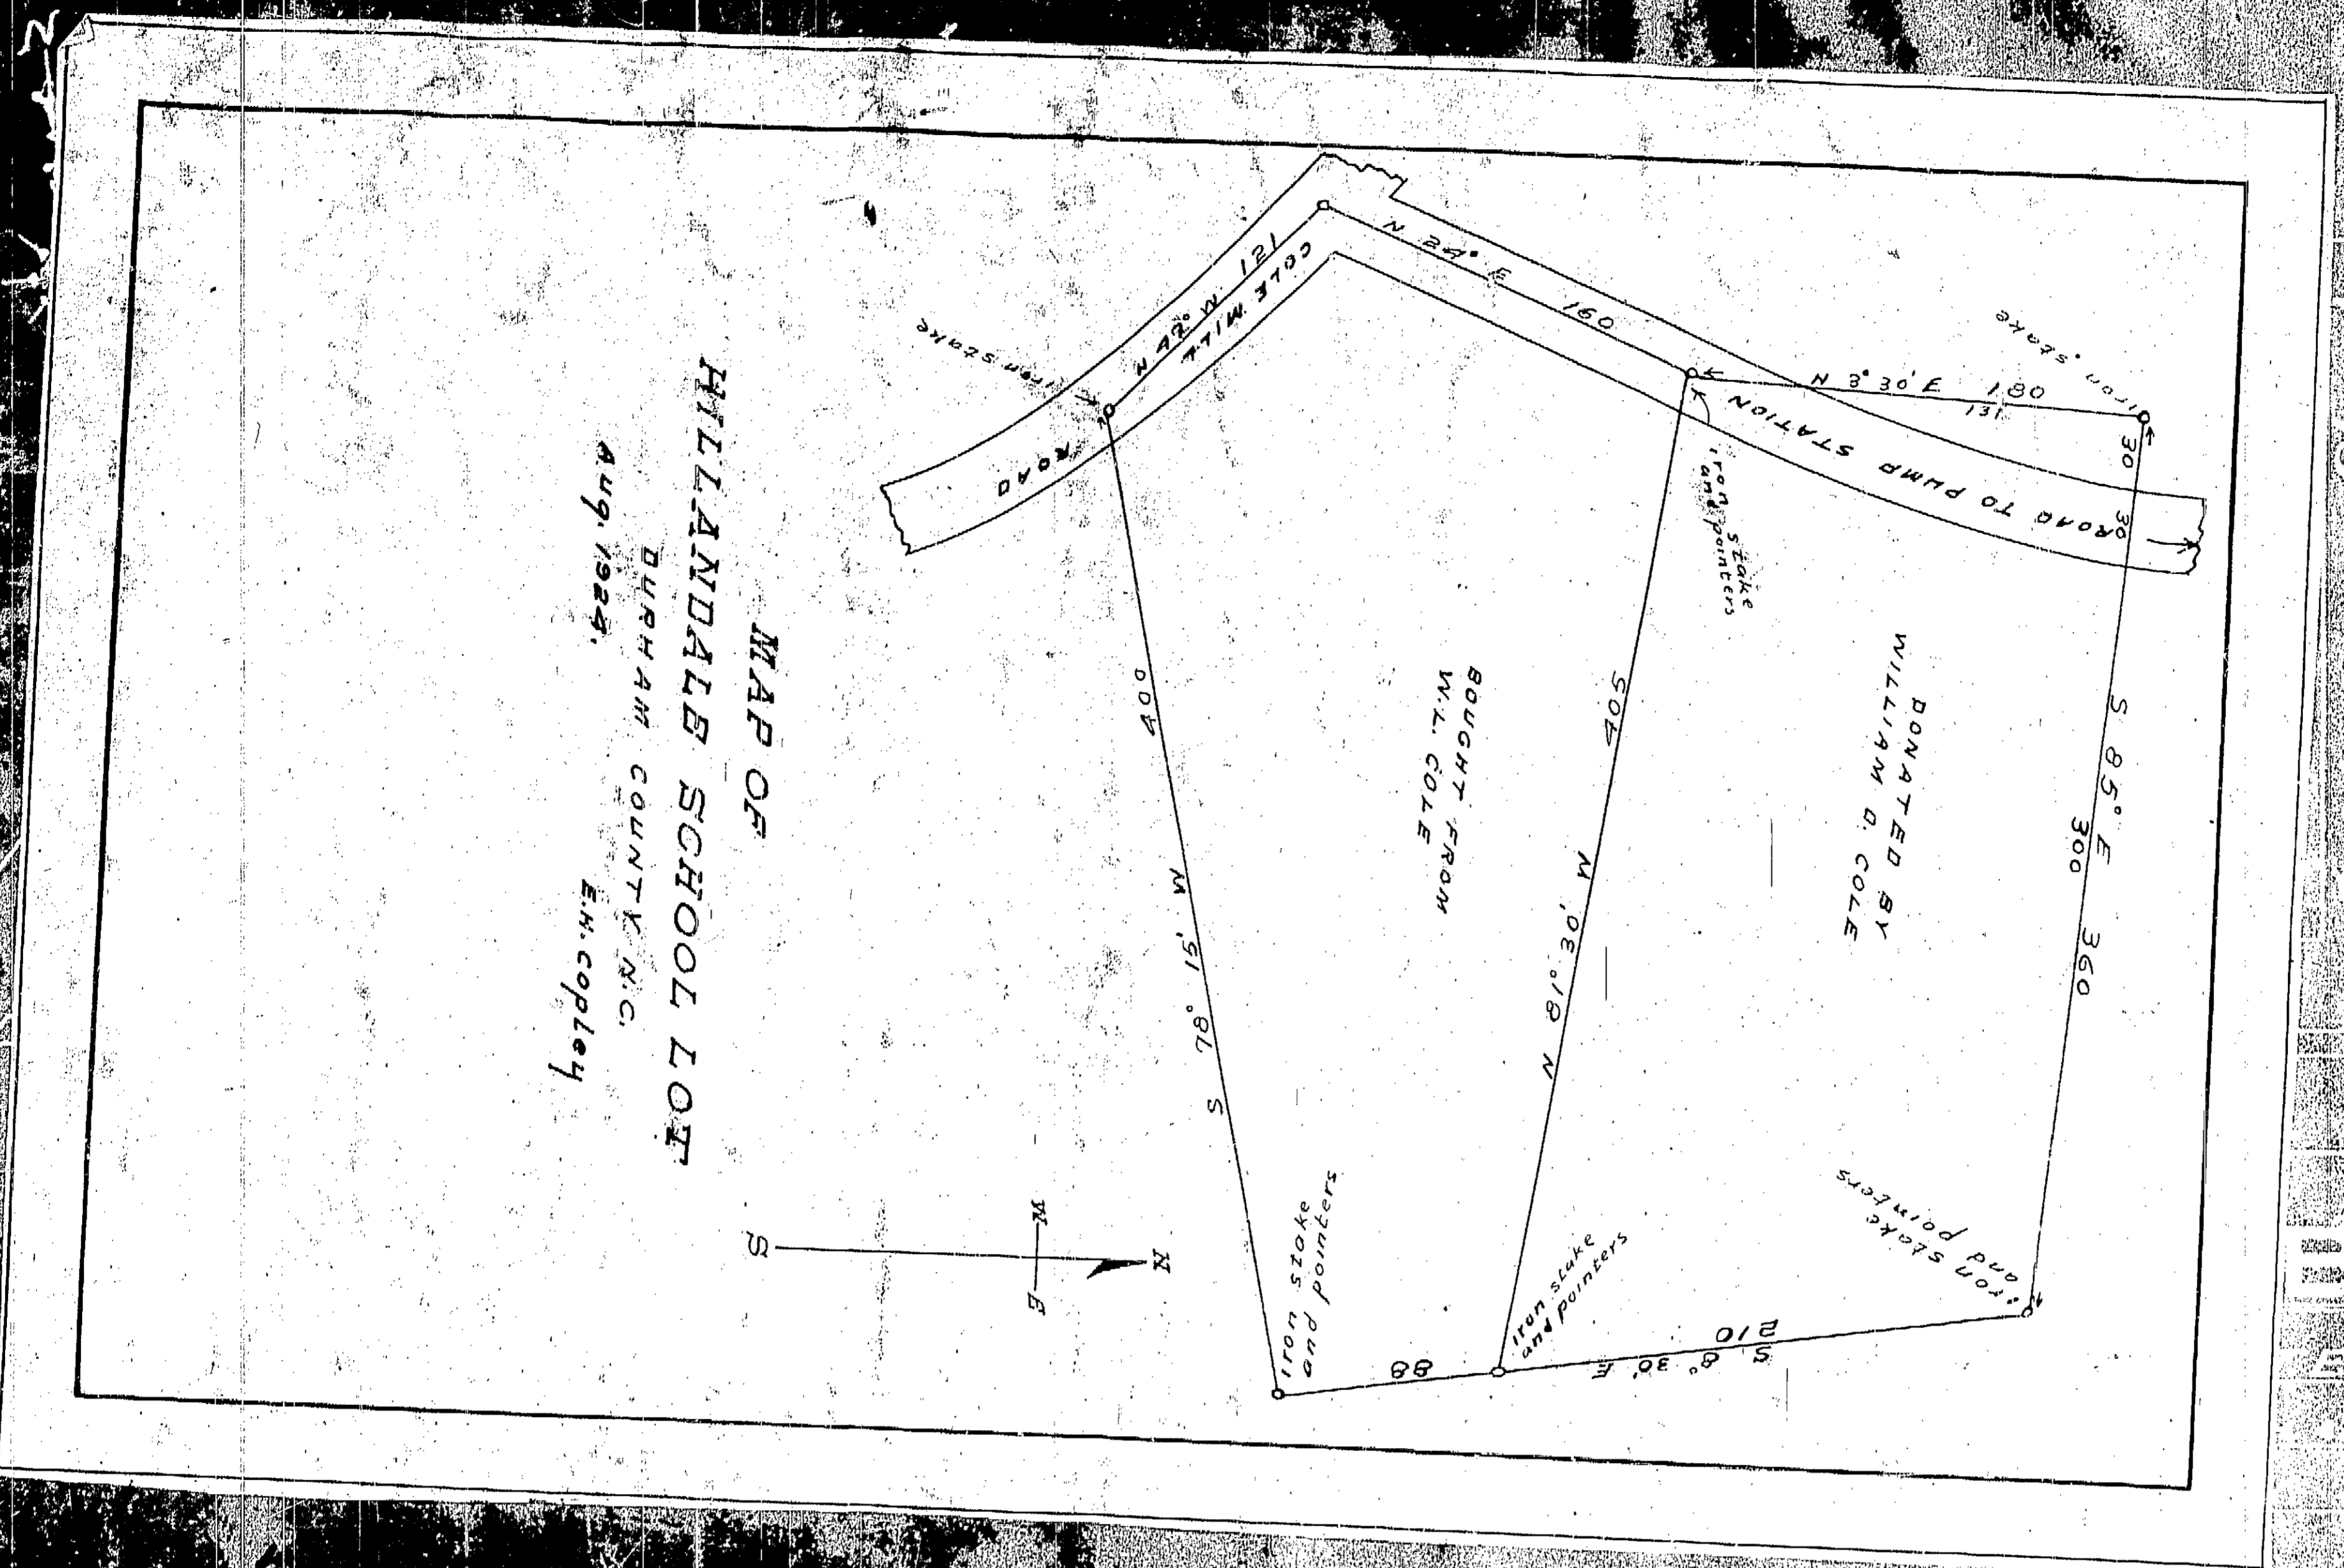 MAP OF
HILLANDALE SCHOOL LOT
DURHAM COUNTY N.C.
Aug. 1924.
E.H. Copley
N
W E
S
iron stake
N 42° W 121
COLE MILL
ROAD
N 24° E 160
N 3° 30' E 180
131
iron stake
ROAD TO PUMP STATION
iron stake
and pointers
30 30
S 85° E 360
300
DONATED BY
WILLIAM D. COLE
BOUGHT FROM
W.L. COLE
405
N 81° 30' W
400
S 78° 15' W
iron stake
and pointers
S 8° 30' E
210
88
iron stake
and pointers
iron stake
and pointers